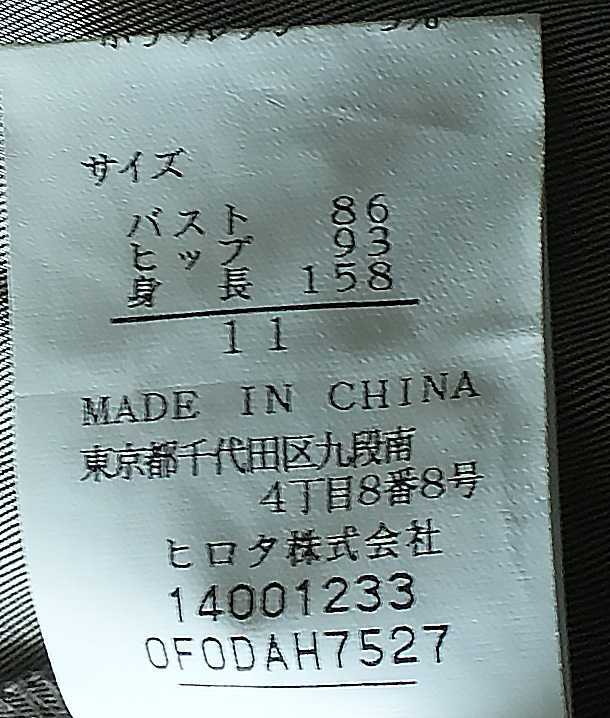 サイズ
バスト 86
ヒップ 93
身長 158
11
MADE IN CHINA
東京都千代田区九段南
4丁目8番8号
ヒロタ株式会社
14001233
0F0DAH7527